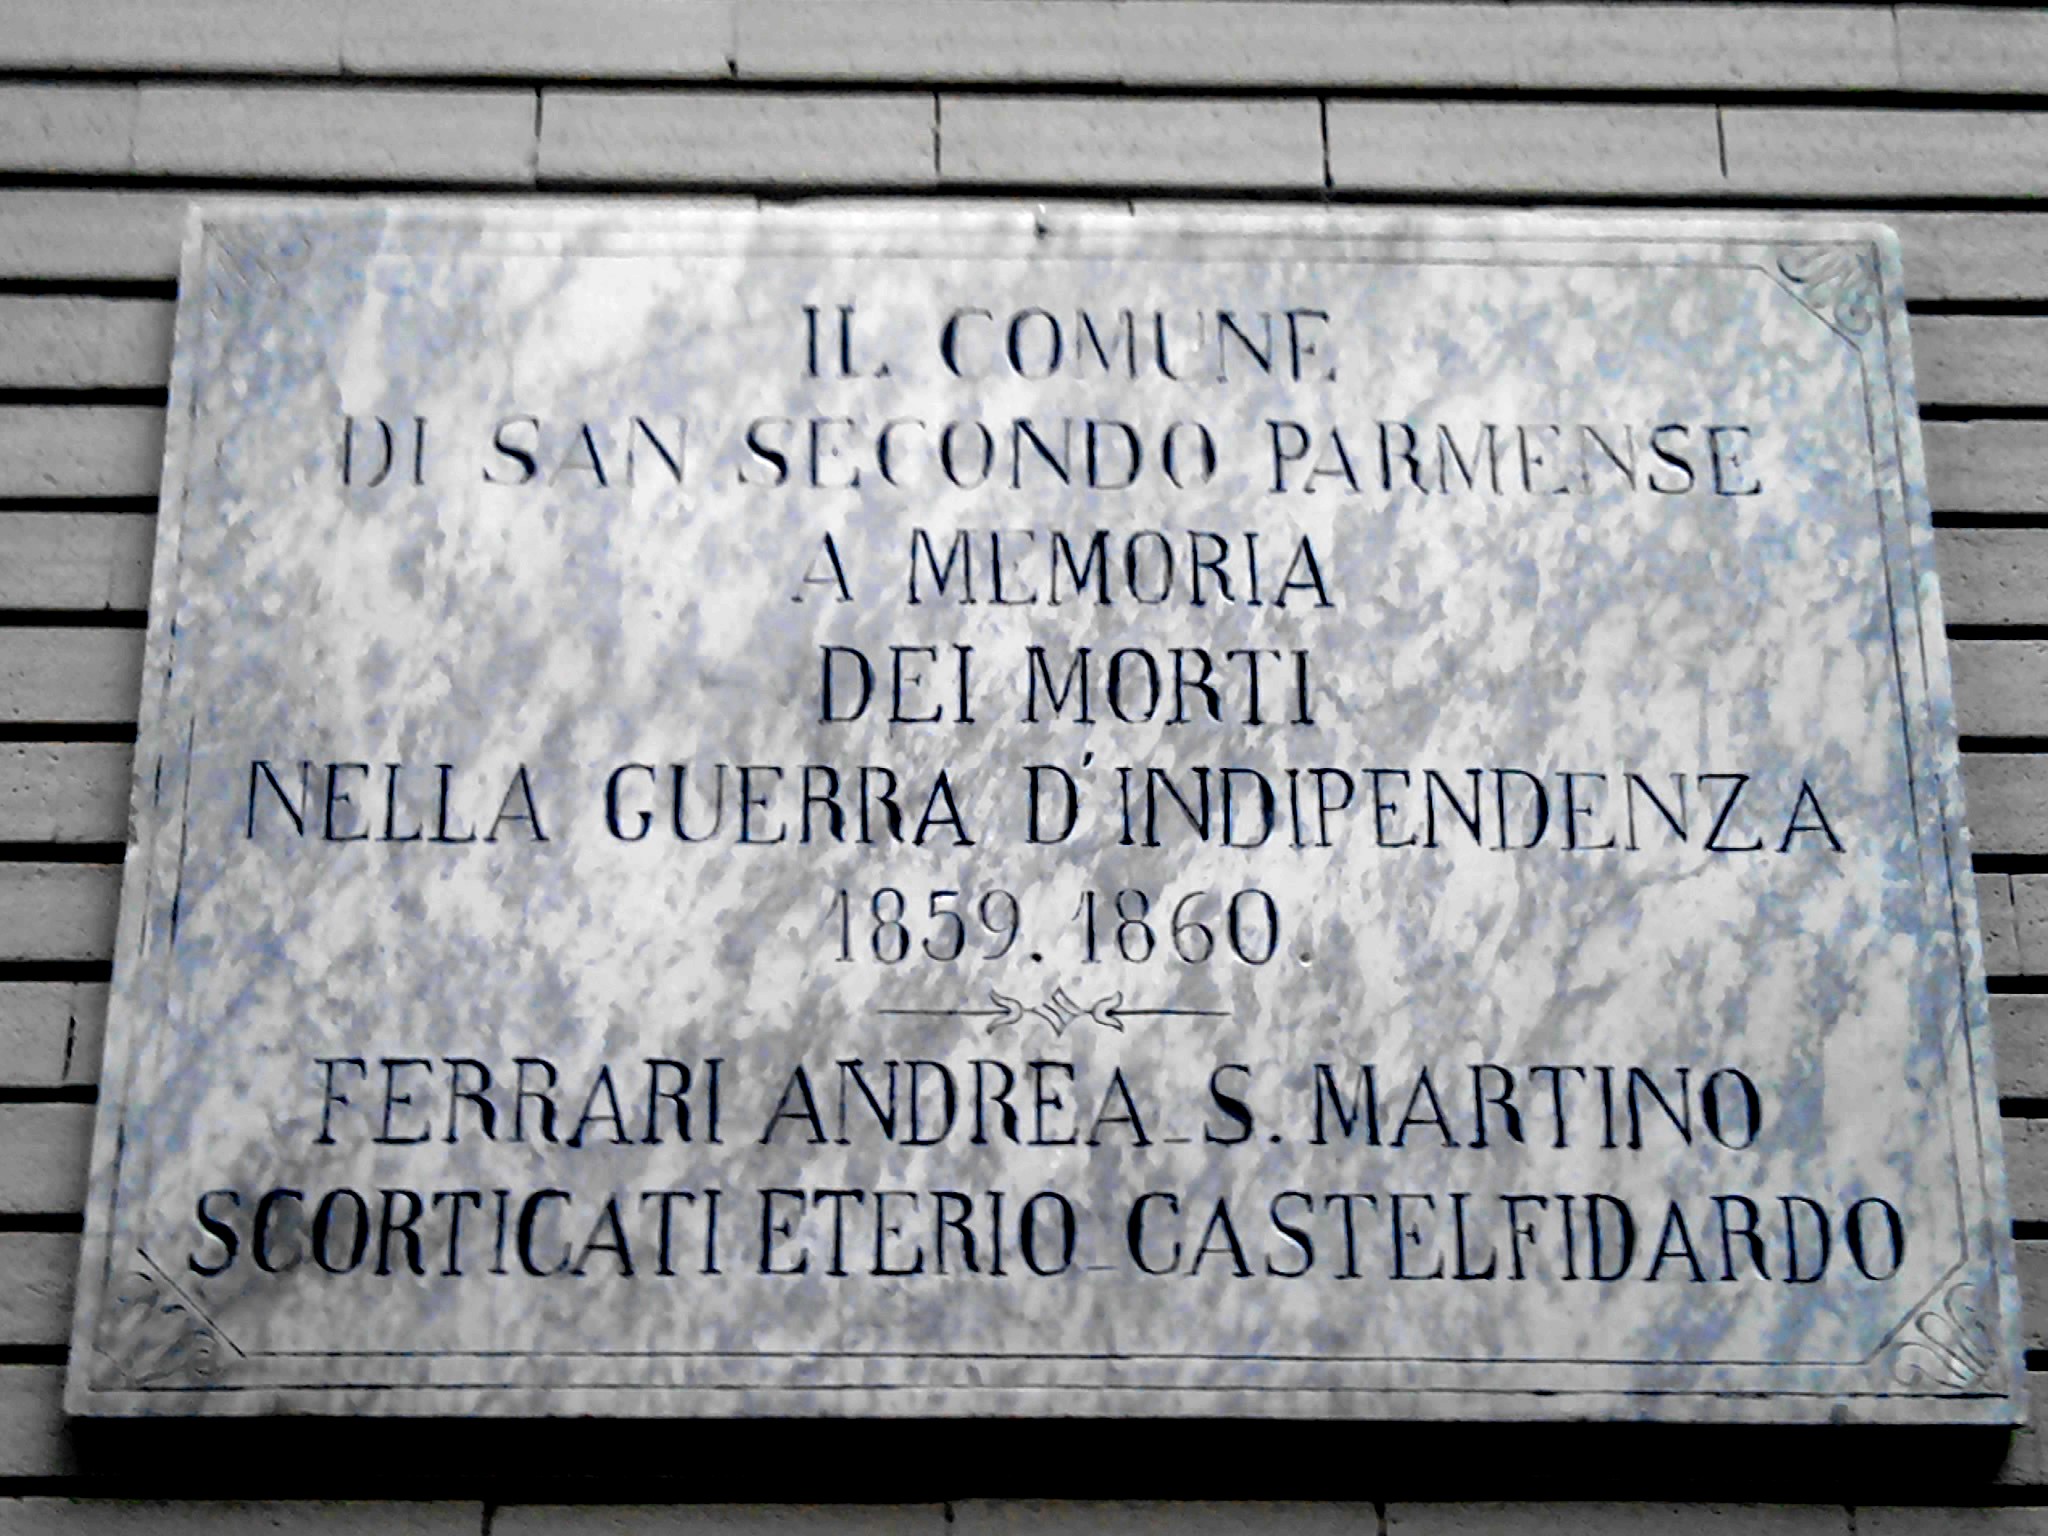 IL COMUNE
DI SAN SECONDO PARMENSE
A MEMORIA
DEI MORTI
NELLA GUERRA D'INDIPENDENZA
1859. 1860.
FERRARI ANDREA - S. MARTINO
SCORTICATI ETERIO - CASTELFIDARDO